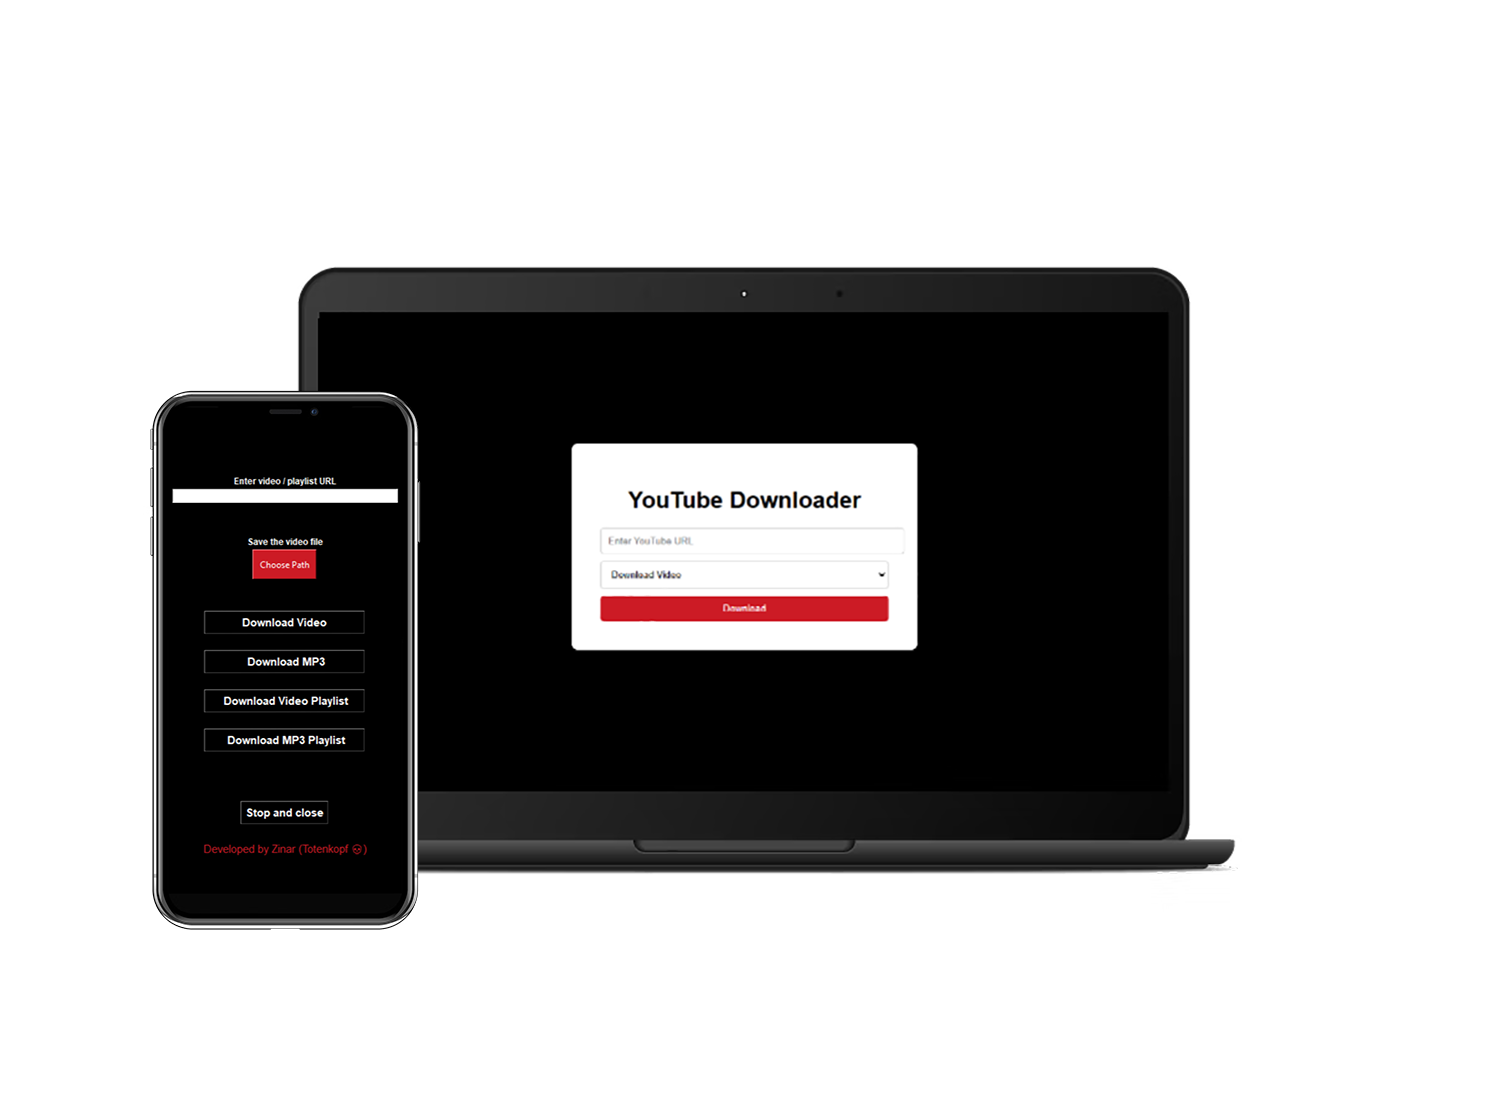 Enter video / playlist URL
Save the video file
Choose Path
Download Video
Download MP3
Download Video Playlist
Download MP3 Playlist
Stop and close
Developed by Zinar (Totenkopf 💀)
YouTube Downloader
Enter YouTube URL
Download Video
Download